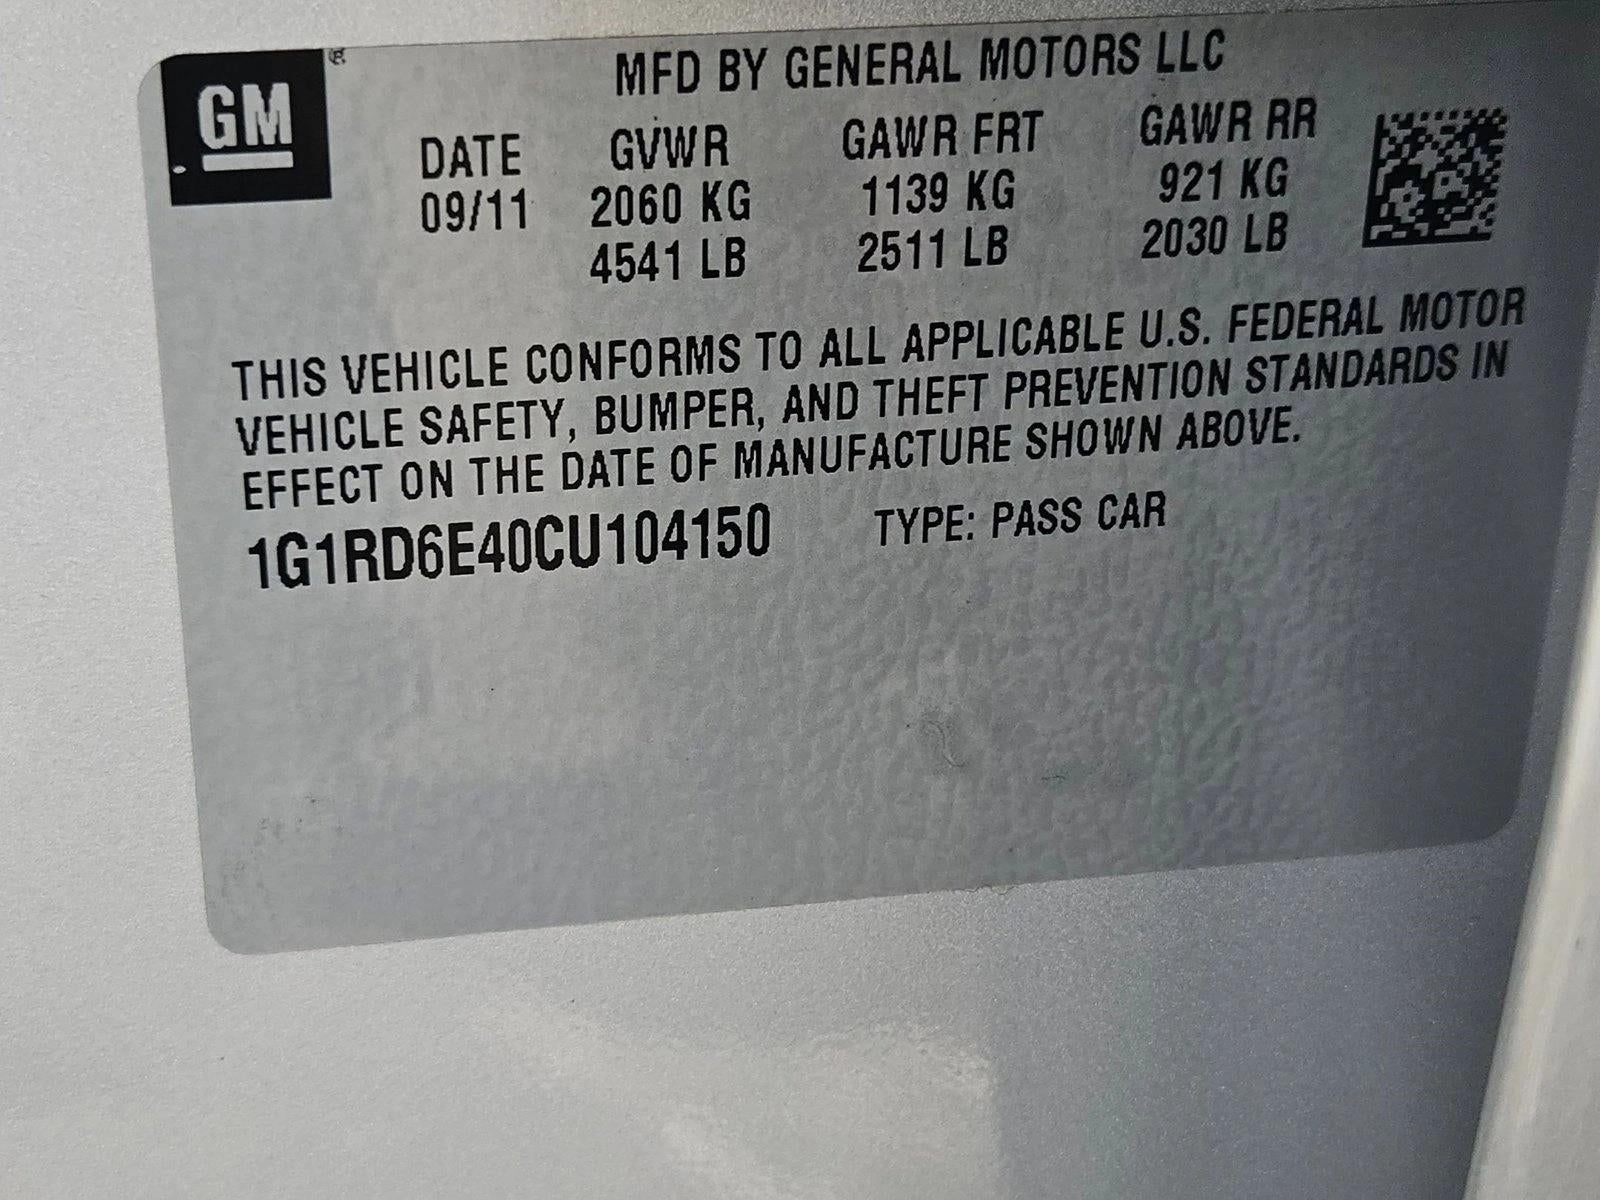 GM ®
MFD BY GENERAL MOTORS LLC
DATE GVWR GAWR FRT GAWR RR
09/11 2060 KG 1139 KG 921 KG
4541 LB 2511 LB 2030 LB
THIS VEHICLE CONFORMS TO ALL APPLICABLE U.S. FEDERAL MOTOR
VEHICLE SAFETY, BUMPER, AND THEFT PREVENTION STANDARDS IN
EFFECT ON THE DATE OF MANUFACTURE SHOWN ABOVE.
1G1RD6E40CU104150 TYPE: PASS CAR